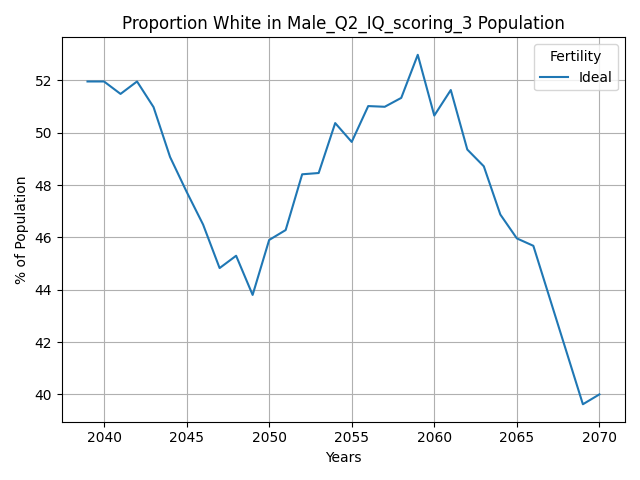 Proportion White in Male_Q2_IQ_scoring_3 Population
Fertility
Ideal
% of Population
52
50
48
46
44
42
40
2040 2045 2050 2055 2060 2065 2070
Years